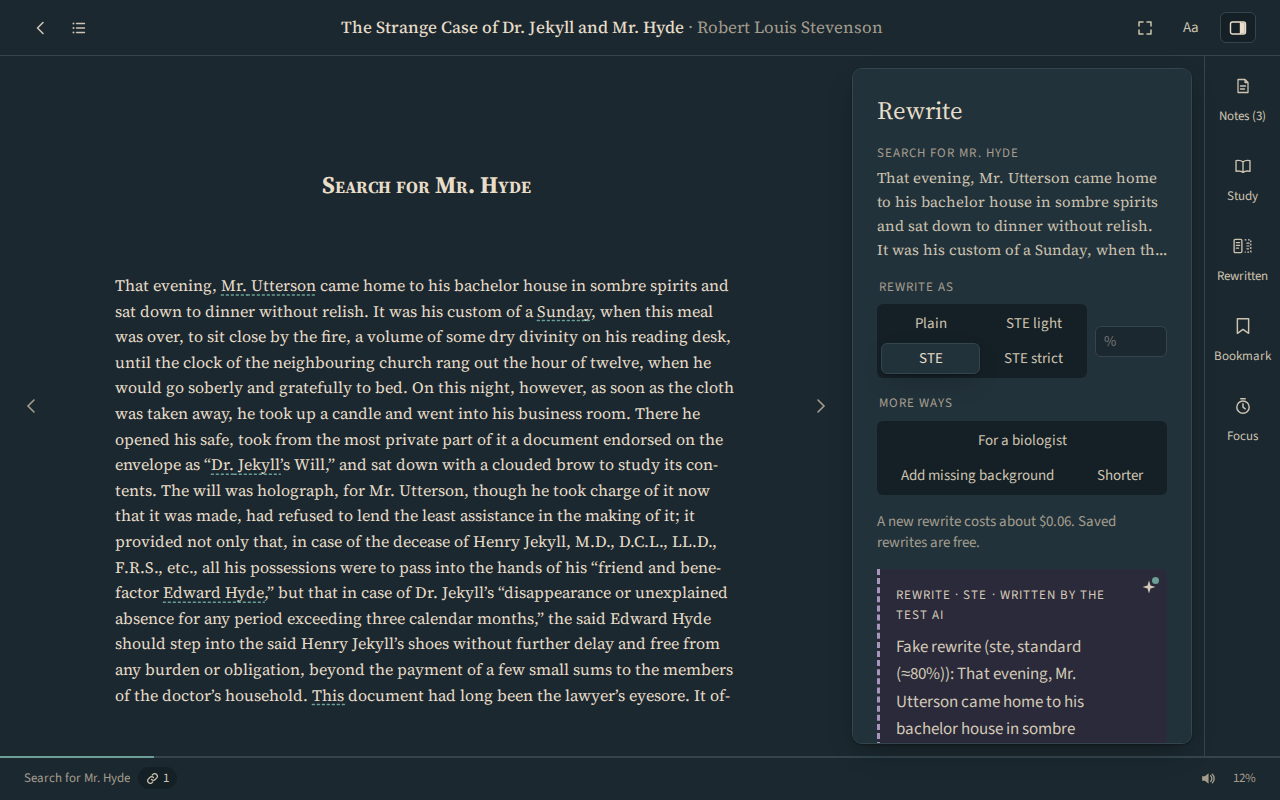 The Strange Case of Dr. Jekyll and Mr. Hyde · Robert Louis Stevenson
Aa
Search for Mr. Hyde
That evening, Mr. Utterson came home to his bachelor house in sombre spirits and
sat down to dinner without relish. It was his custom of a Sunday, when this meal
was over, to sit close by the fire, a volume of some dry divinity on his reading desk,
until the clock of the neighbouring church rang out the hour of twelve, when he
would go soberly and gratefully to bed. On this night, however, as soon as the cloth
was taken away, he took up a candle and went into his business room. There he
opened his safe, took from the most private part of it a document endorsed on the
envelope as “Dr. Jekyll’s Will,” and sat down with a clouded brow to study its con-
tents. The will was holograph, for Mr. Utterson, though he took charge of it now
that it was made, had refused to lend the least assistance in the making of it; it
provided not only that, in case of the decease of Henry Jekyll, M.D., D.C.L., LL.D.,
F.R.S., etc., all his possessions were to pass into the hands of his “friend and bene-
factor Edward Hyde,” but that in case of Dr. Jekyll’s “disappearance or unexplained
absence for any period exceeding three calendar months,” the said Edward Hyde
should step into the said Henry Jekyll’s shoes without further delay and free from
any burden or obligation, beyond the payment of a few small sums to the members
of the doctor’s household. This document had long been the lawyer’s eyesore. It of-
Rewrite
SEARCH FOR MR. HYDE
That evening, Mr. Utterson came home
to his bachelor house in sombre spirits
and sat down to dinner without relish.
It was his custom of a Sunday, when th...
REWRITE AS
Plain
STE light
STE
STE strict
%
MORE WAYS
For a biologist
Add missing background
Shorter
A new rewrite costs about $0.06. Saved
rewrites are free.
REWRITE · STE · WRITTEN BY THE
TEST AI
Fake rewrite (ste, standard
(≈80%)): That evening, Mr.
Utterson came home to his
bachelor house in sombre
Notes (3)
Study
Rewritten
Bookmark
Focus
Search for Mr. Hyde
1
12%